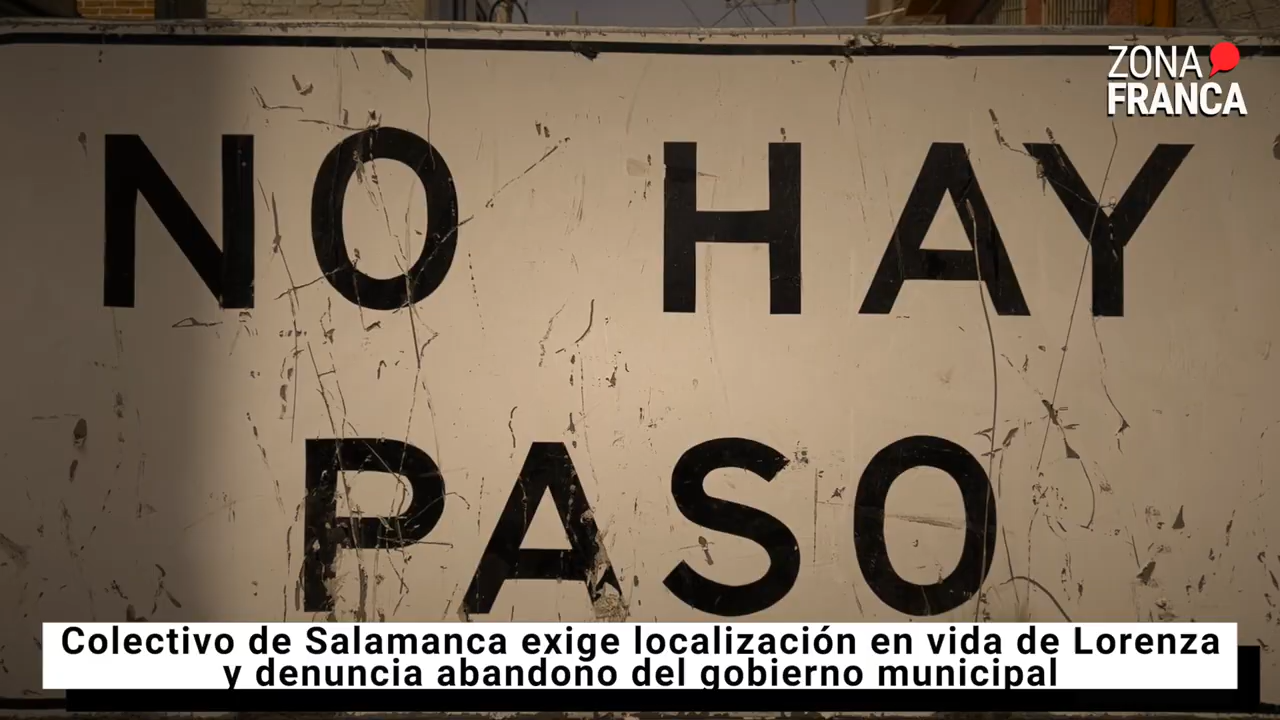 ZONA
FRANCA
NO HAY
PASO
Colectivo de Salamanca exige localización en vida de Lorenza
y denuncia abandono del gobierno municipal